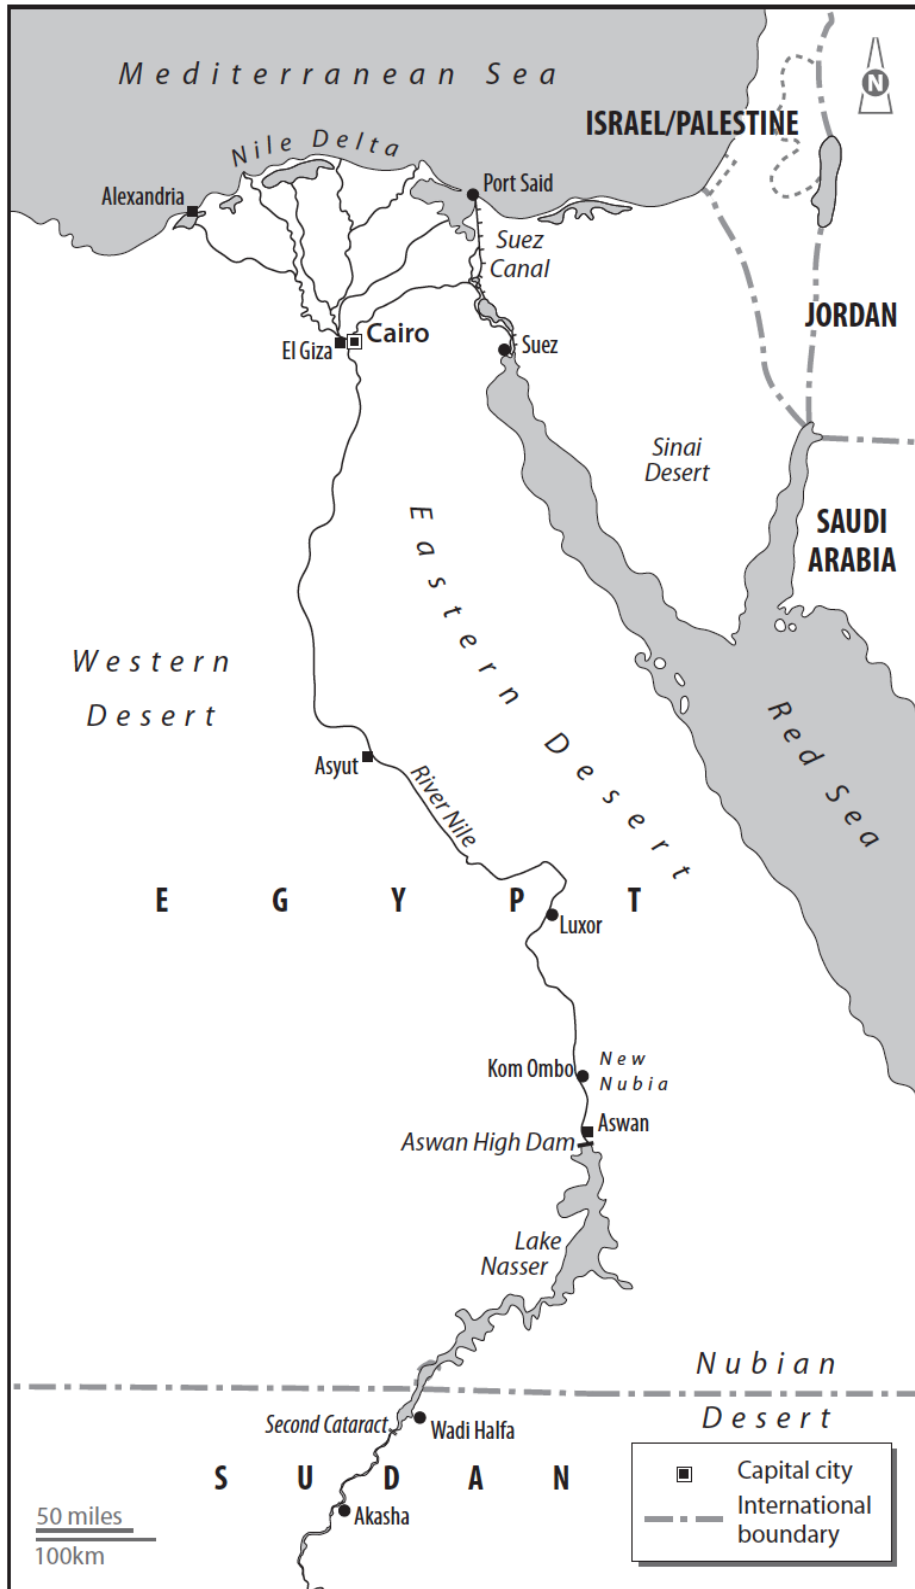 Mediterranean Sea
N
ISRAEL/PALESTINE
Nile Delta
Alexandria
Port Said
Suez
Canal
JORDAN
Cairo
El Giza
Suez
Sinai
Desert
SAUDI
ARABIA
Eastern Desert
Western
Desert
Red Sea
Asyut
River Nile
EGYPT
Luxor
Kom Ombo
New
Nubia
Aswan
Aswan High Dam
Lake
Nasser
Nubian
Desert
Second Cataract
Wadi Halfa
SUDAN
Akasha
50 miles
100km
Capital city
International
boundary